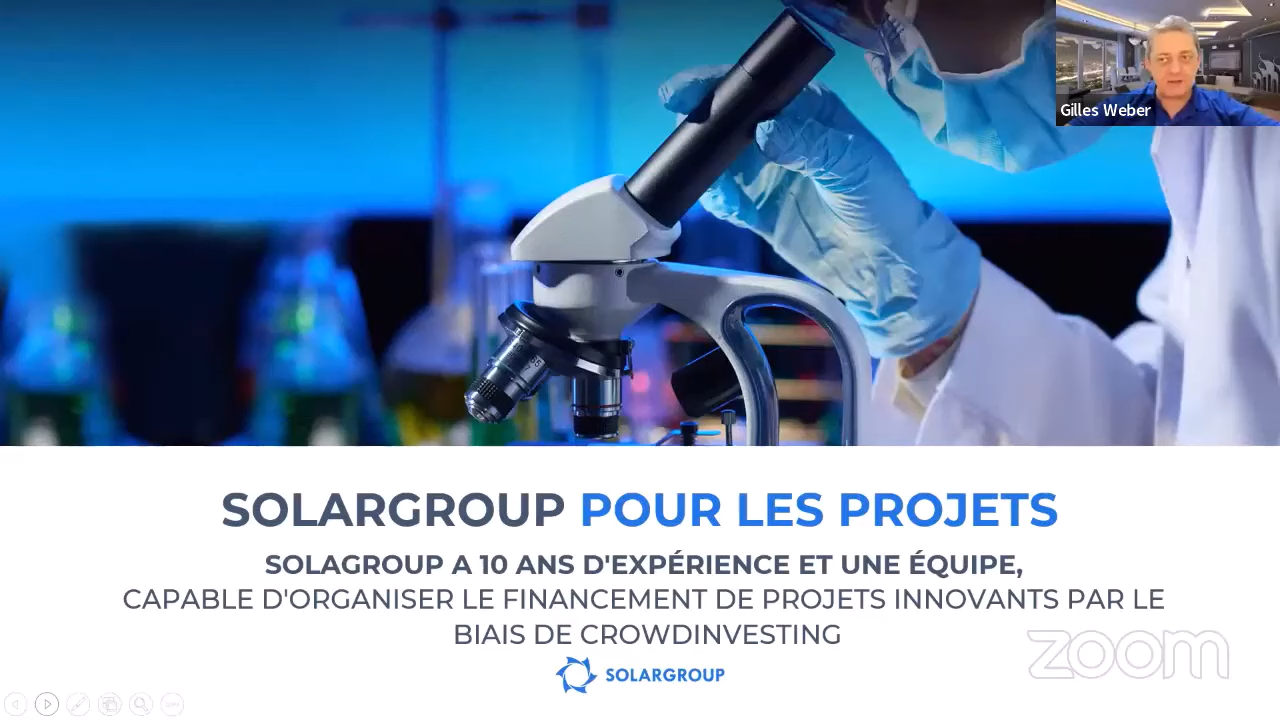 Gilles Weber
SOLARGROUP POUR LES PROJETS
SOLAGROUP A 10 ANS D'EXPÉRIENCE ET UNE ÉQUIPE,
CAPABLE D'ORGANISER LE FINANCEMENT DE PROJETS INNOVANTS PAR LE
BIAIS DE CROWDINVESTING
zoom
SOLARGROUP